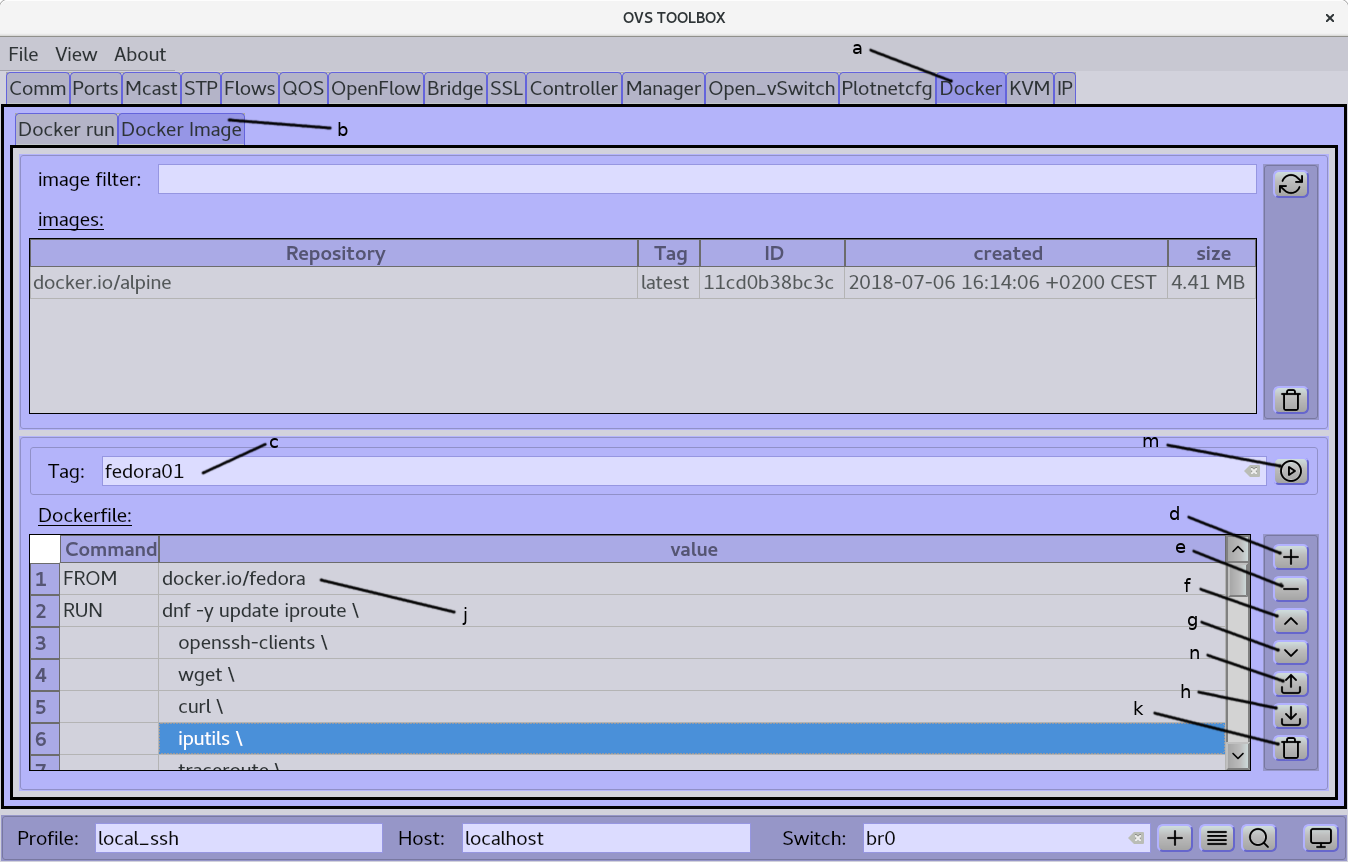 OVS TOOLBOX ×
File View About
a
Comm Ports Mcast STP Flows QOS OpenFlow Bridge SSL Controller Manager Open_vSwitch Plotnetcfg Docker KVM IP
Docker run Docker Image b
image filter:
images:
Repository Tag ID created size
docker.io/alpine latest 11cd0b38bc3c 2018-07-06 16:14:06 +0200 CEST 4.41 MB
c m
Tag: fedora01
Dockerfile: d
Command value e
1 FROM docker.io/fedora f
2 RUN dnf -y update iproute \ j g
3 openssh-clients \ n
4 wget \ h
5 curl \ k
6 iputils \
7 traceroute \
Profile: local_ssh Host: localhost Switch: br0